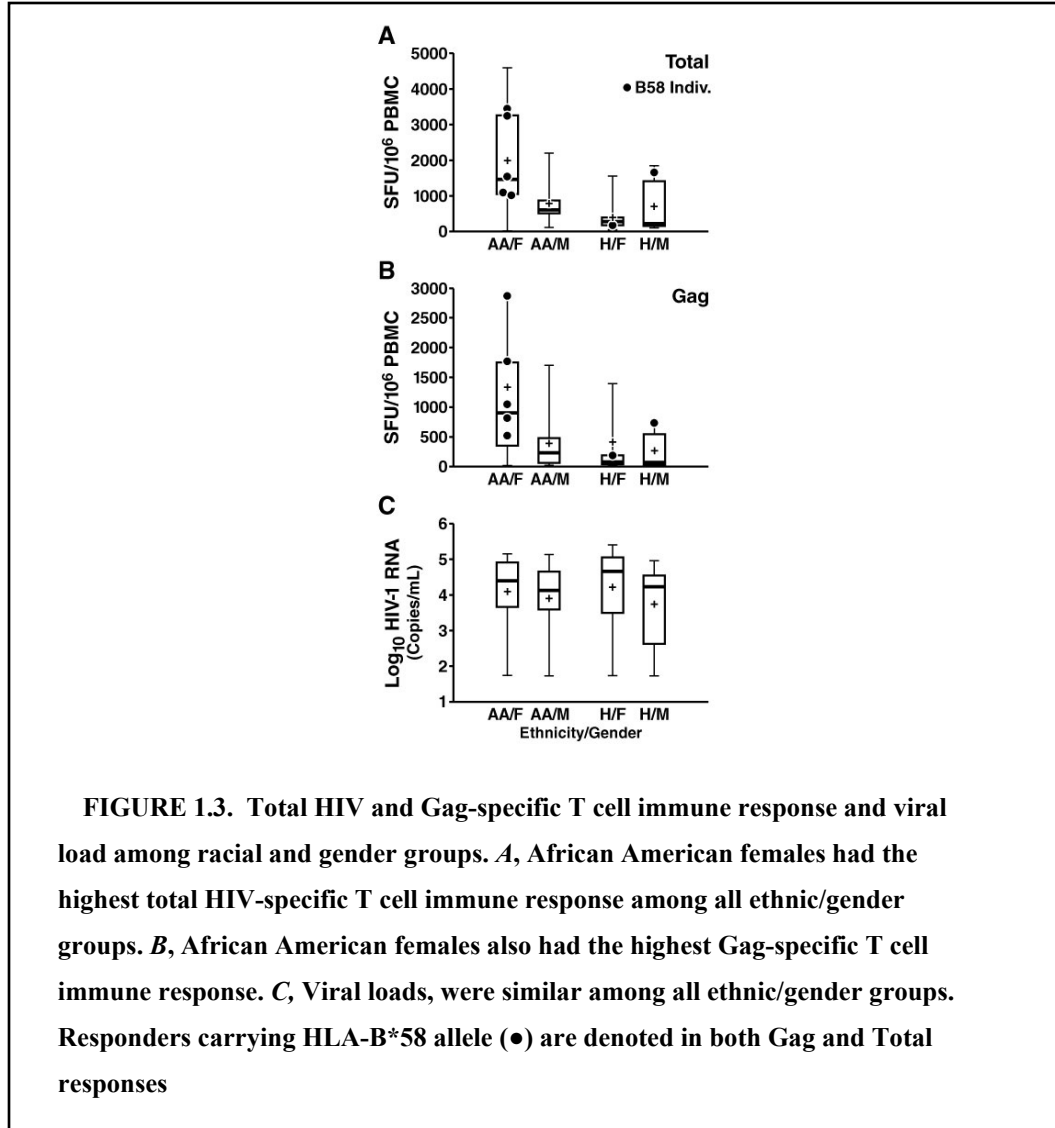 A
Total
● B58 Indiv.
SFU/10⁶ PBMC
5000
4000
3000
2000
1000
0
AA/F AA/M H/F H/M
B
Gag
SFU/10⁶ PBMC
3000
2500
2000
1500
1000
500
0
AA/F AA/M H/F H/M
C
Log₁₀ HIV-1 RNA
(Copies/mL)
6
5
4
3
2
1
AA/F AA/M H/F H/M
Ethnicity/Gender
FIGURE 1.3. Total HIV and Gag-specific T cell immune response and viral
load among racial and gender groups. A, African American females had the
highest total HIV-specific T cell immune response among all ethnic/gender
groups. B, African American females also had the highest Gag-specific T cell
immune response. C, Viral loads, were similar among all ethnic/gender groups.
Responders carrying HLA-B*58 allele (●) are denoted in both Gag and Total
responses